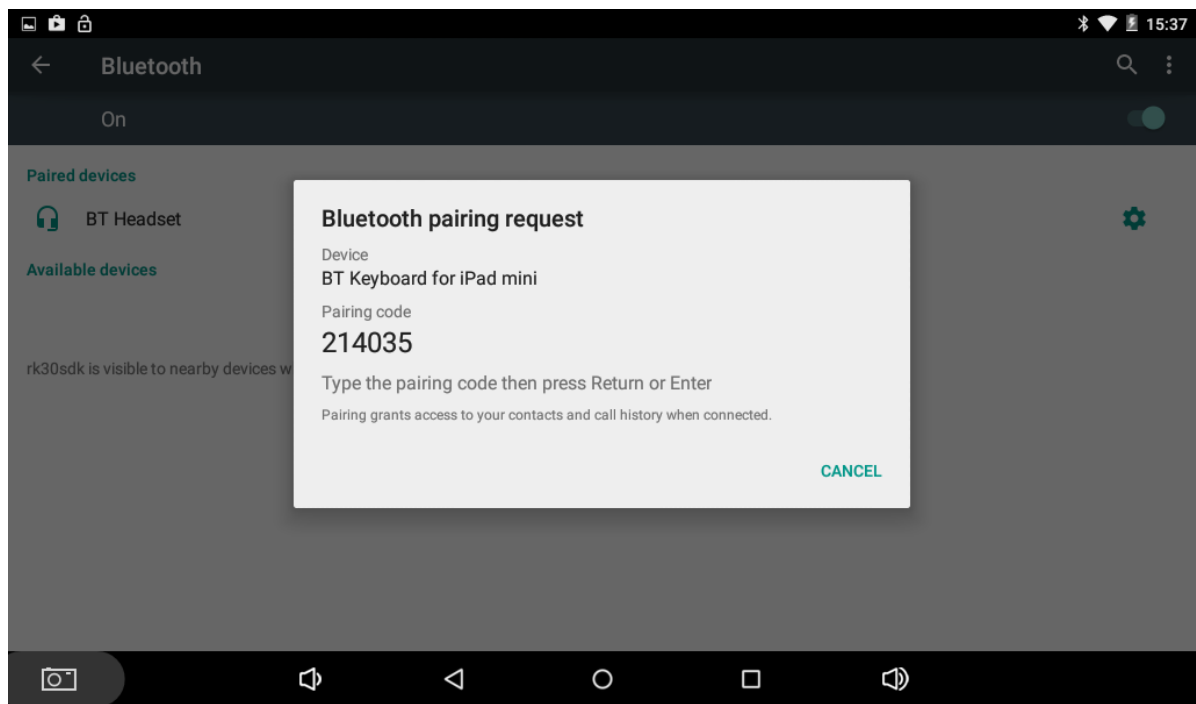 15:37
Bluetooth
On
Paired devices
BT Headset
Available devices
rk30sdk is visible to nearby devices w
Bluetooth pairing request
Device
BT Keyboard for iPad mini
Pairing code
214035
Type the pairing code then press Return or Enter
Pairing grants access to your contacts and call history when connected.
CANCEL